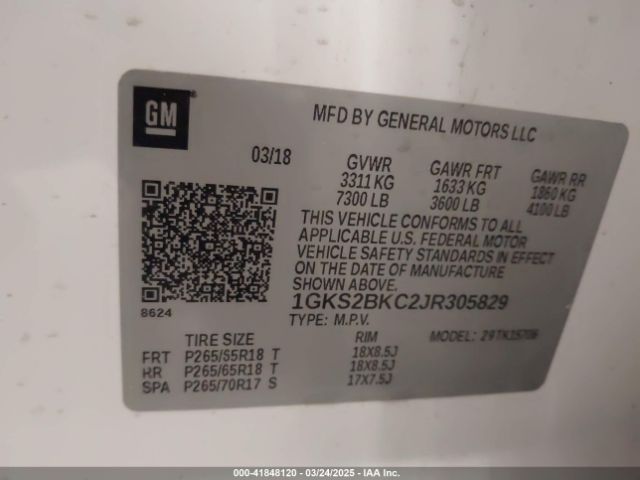 GM
MFD BY GENERAL MOTORS LLC
03/18 GVWR GAWR FRT GAWR RR
3311 KG 1633 KG 1860 KG
7300 LB 3600 LB 4100 LB
THIS VEHICLE CONFORMS TO ALL
APPLICABLE U.S. FEDERAL MOTOR
VEHICLE SAFETY STANDARDS IN EFFECT
ON THE DATE OF MANUFACTURE
SHOWN ABOVE.
1GKS2BKC2JR305829
8624
TYPE: M.P.V. MODEL:
TIRE SIZE RIM
FRT P265/65R18 T 18X8.5J
RR P265/65R18 T 18X8.5J
SPA P265/70R17 S 17X7.5J
000-41848120 - 03/24/2025 - IAA Inc.